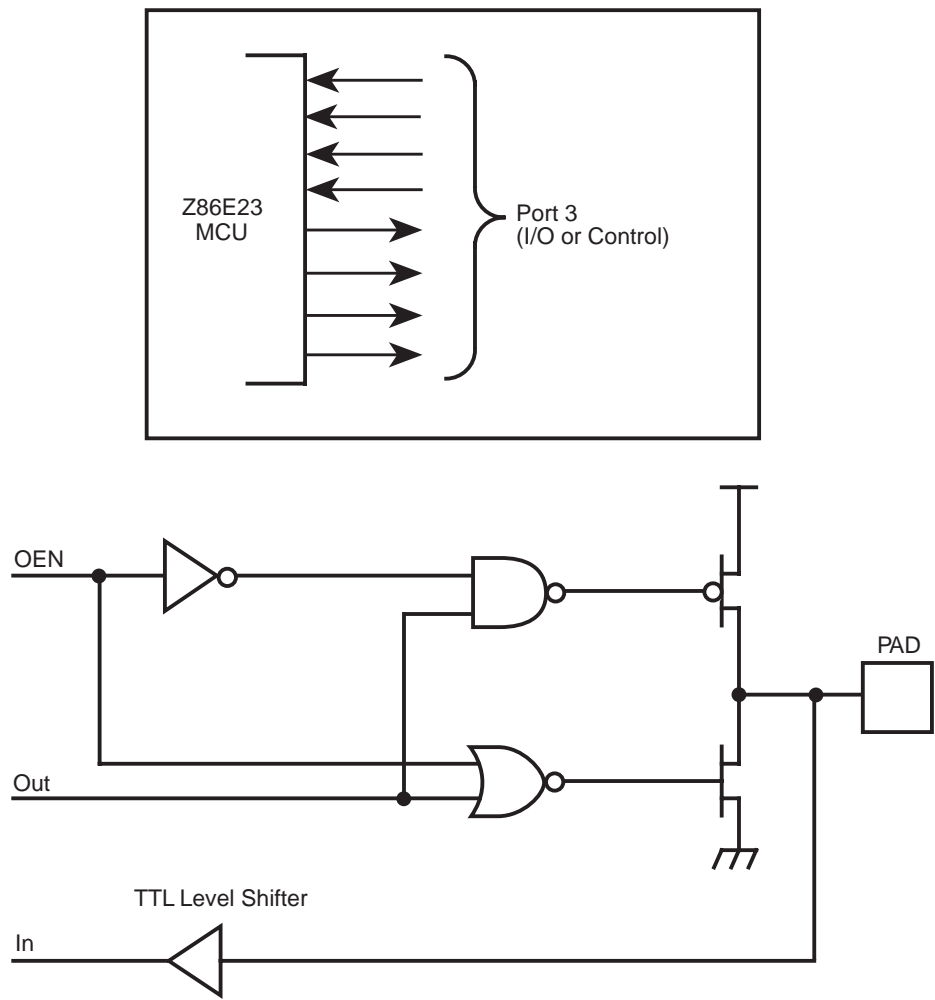 Z86E23
MCU
Port 3
(I/O or Control)
OEN
PAD
Out
TTL Level Shifter
In